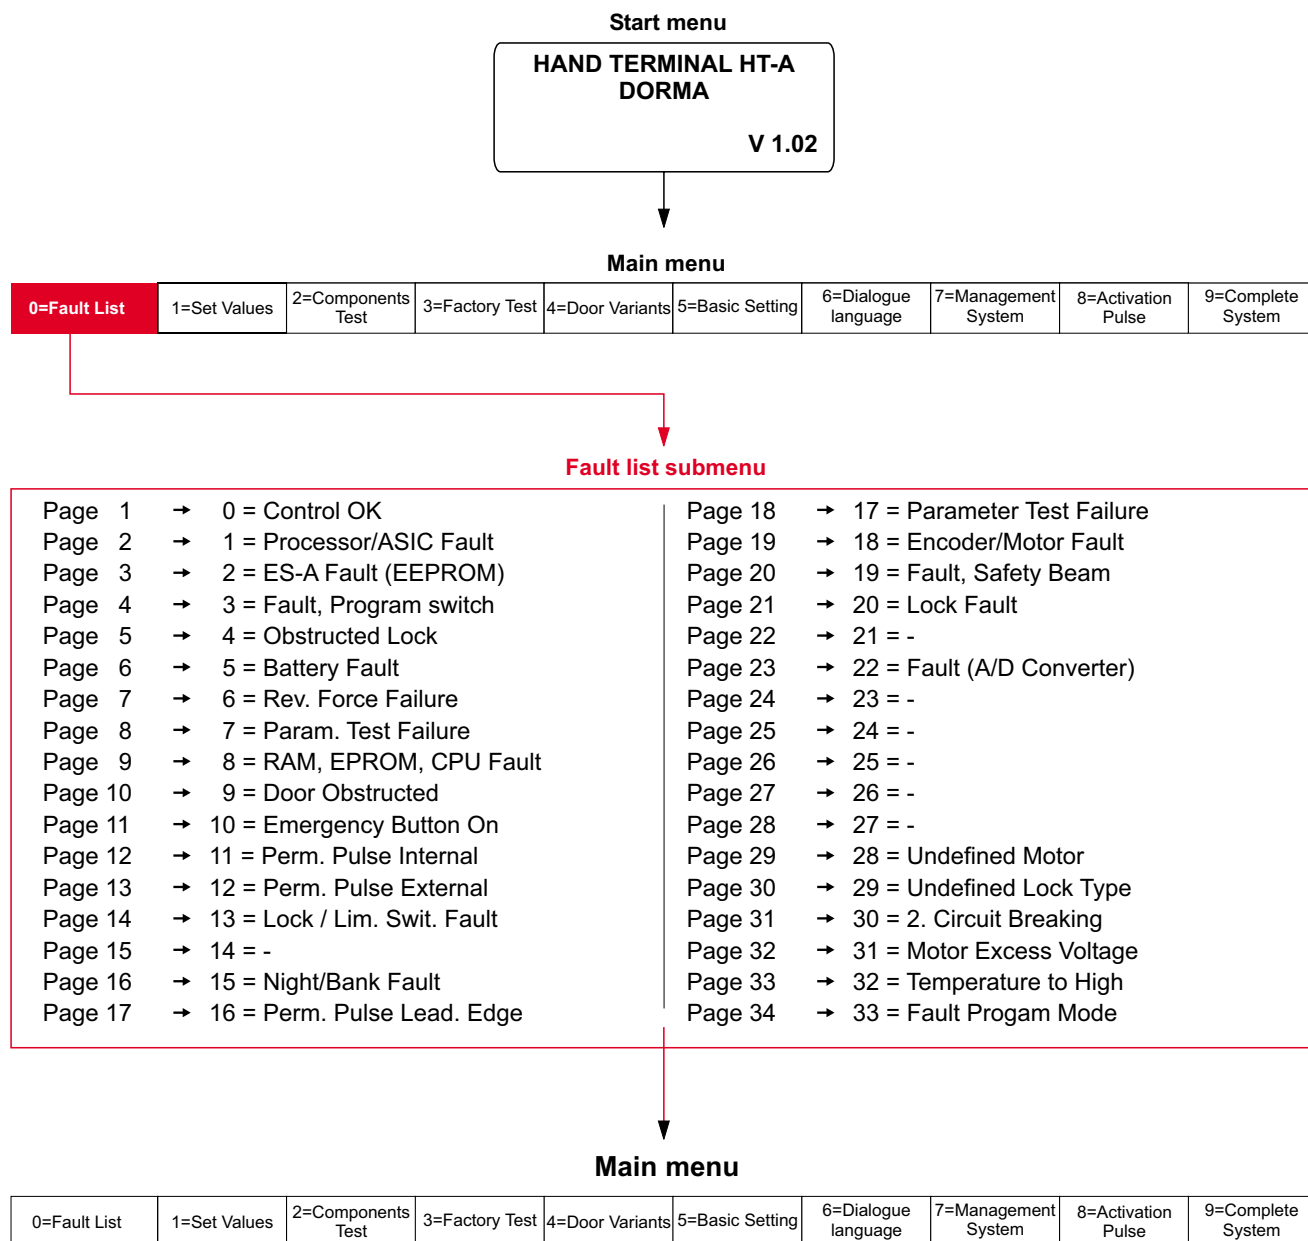 Start menu
HAND TERMINAL HT-A
DORMA
V 1.02
Main menu
0=Fault List
1=Set Values
2=Components
Test
3=Factory Test
4=Door Variants
5=Basic Setting
6=Dialogue
language
7=Management
System
8=Activation
Pulse
9=Complete
System
Fault list submenu
Page 1 → 0 = Control OK
Page 2 → 1 = Processor/ASIC Fault
Page 3 → 2 = ES-A Fault (EEPROM)
Page 4 → 3 = Fault, Program switch
Page 5 → 4 = Obstructed Lock
Page 6 → 5 = Battery Fault
Page 7 → 6 = Rev. Force Failure
Page 8 → 7 = Param. Test Failure
Page 9 → 8 = RAM, EPROM, CPU Fault
Page 10 → 9 = Door Obstructed
Page 11 → 10 = Emergency Button On
Page 12 → 11 = Perm. Pulse Internal
Page 13 → 12 = Perm. Pulse External
Page 14 → 13 = Lock / Lim. Swit. Fault
Page 15 → 14 = -
Page 16 → 15 = Night/Bank Fault
Page 17 → 16 = Perm. Pulse Lead. Edge
Page 18 → 17 = Parameter Test Failure
Page 19 → 18 = Encoder/Motor Fault
Page 20 → 19 = Fault, Safety Beam
Page 21 → 20 = Lock Fault
Page 22 → 21 = -
Page 23 → 22 = Fault (A/D Converter)
Page 24 → 23 = -
Page 25 → 24 = -
Page 26 → 25 = -
Page 27 → 26 = -
Page 28 → 27 = -
Page 29 → 28 = Undefined Motor
Page 30 → 29 = Undefined Lock Type
Page 31 → 30 = 2. Circuit Breaking
Page 32 → 31 = Motor Excess Voltage
Page 33 → 32 = Temperature to High
Page 34 → 33 = Fault Progam Mode
Main menu
0=Fault List
1=Set Values
2=Components
Test
3=Factory Test
4=Door Variants
5=Basic Setting
6=Dialogue
language
7=Management
System
8=Activation
Pulse
9=Complete
System